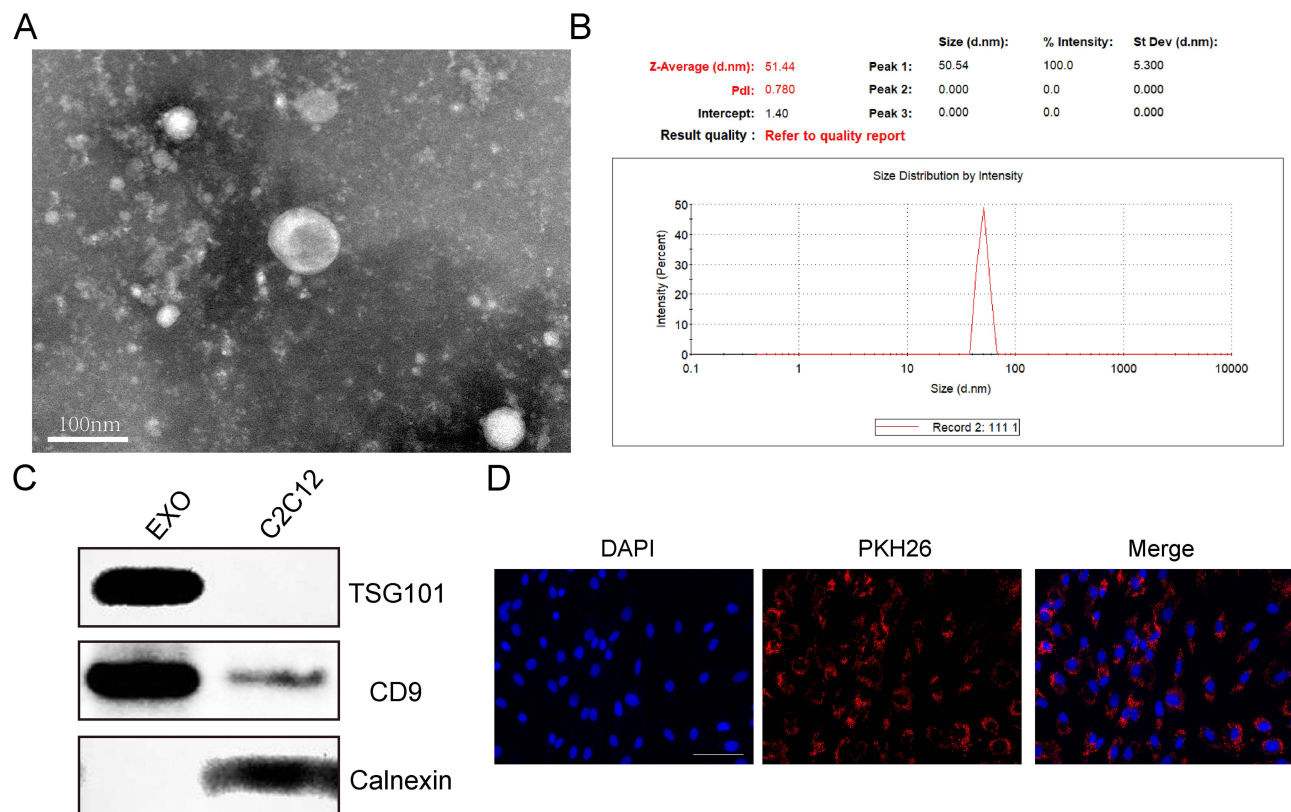 A
100nm
B
Size (d.nm): % Intensity: St Dev (d.nm):
Z-Average (d.nm): 51.44 Peak 1: 50.54 100.0 5.300
PdI: 0.780 Peak 2: 0.000 0.0 0.000
Intercept: 1.40 Peak 3: 0.000 0.0 0.000
Result quality : Refer to quality report
Size Distribution by Intensity
Intensity (Percent)
50
40
30
20
10
0
0.1 1 10 100 1000 10000
Size (d.nm)
Record 2: 111 1
C
EXO C2C12
TSG101
CD9
Calnexin
D
DAPI PKH26 Merge